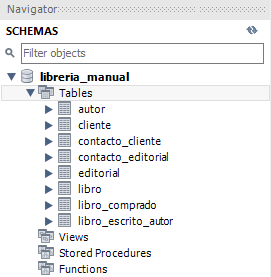 Navigator
SCHEMAS
Filter objects
libreria_manual
Tables
autor
cliente
contacto_cliente
contacto_editorial
editorial
libro
libro_comprado
libro_escrito_autor
Views
Stored Procedures
Functions